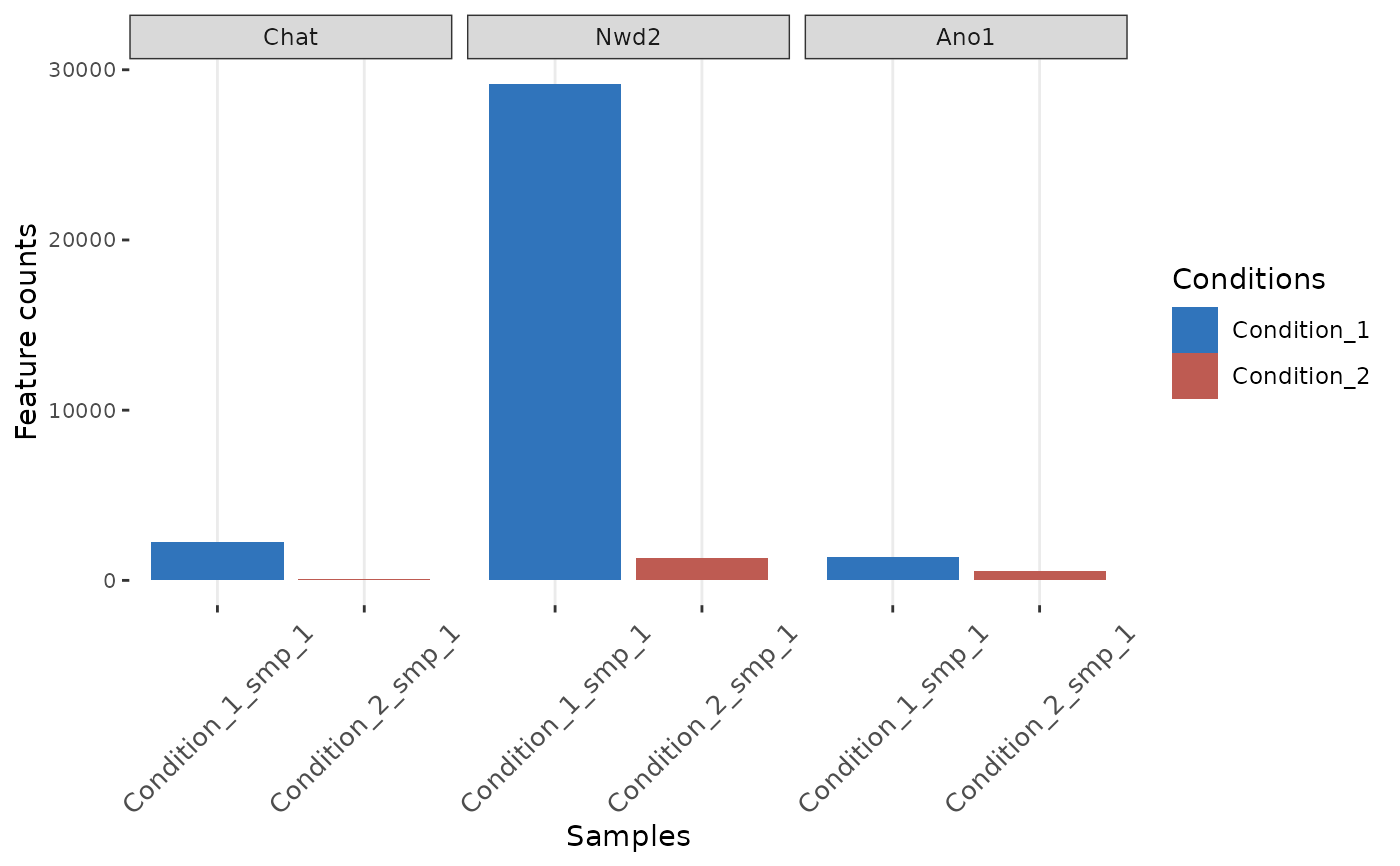 Chat
Nwd2
Ano1
30000
20000
10000
0
Feature counts
Condition_1_smp_1
Condition_2_smp_1
Condition_1_smp_1
Condition_2_smp_1
Condition_1_smp_1
Condition_2_smp_1
Samples
Conditions
Condition_1
Condition_2